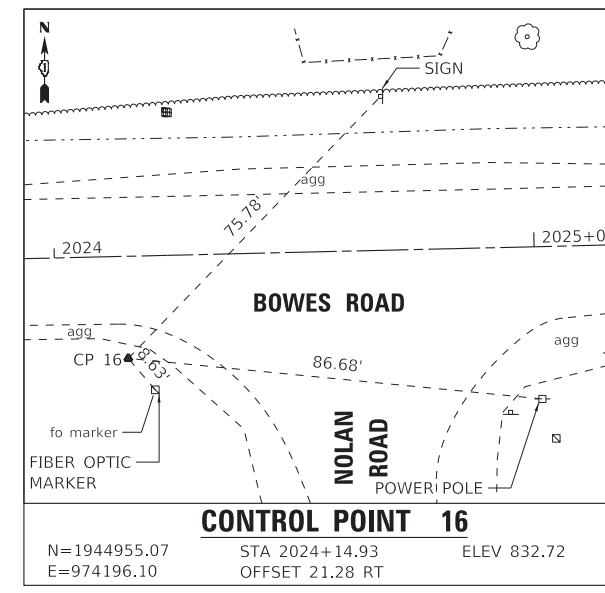 N
SIGN
agg
75.78'
2024
2025+0
BOWES ROAD
agg
agg
CP 16
8.63'
86.68'
fo marker
NOLAN
ROAD
FIBER OPTIC
MARKER
POWER POLE
CONTROL POINT 16
N=1944955.07 STA 2024+14.93 ELEV 832.72
E=974196.10 OFFSET 21.28 RT